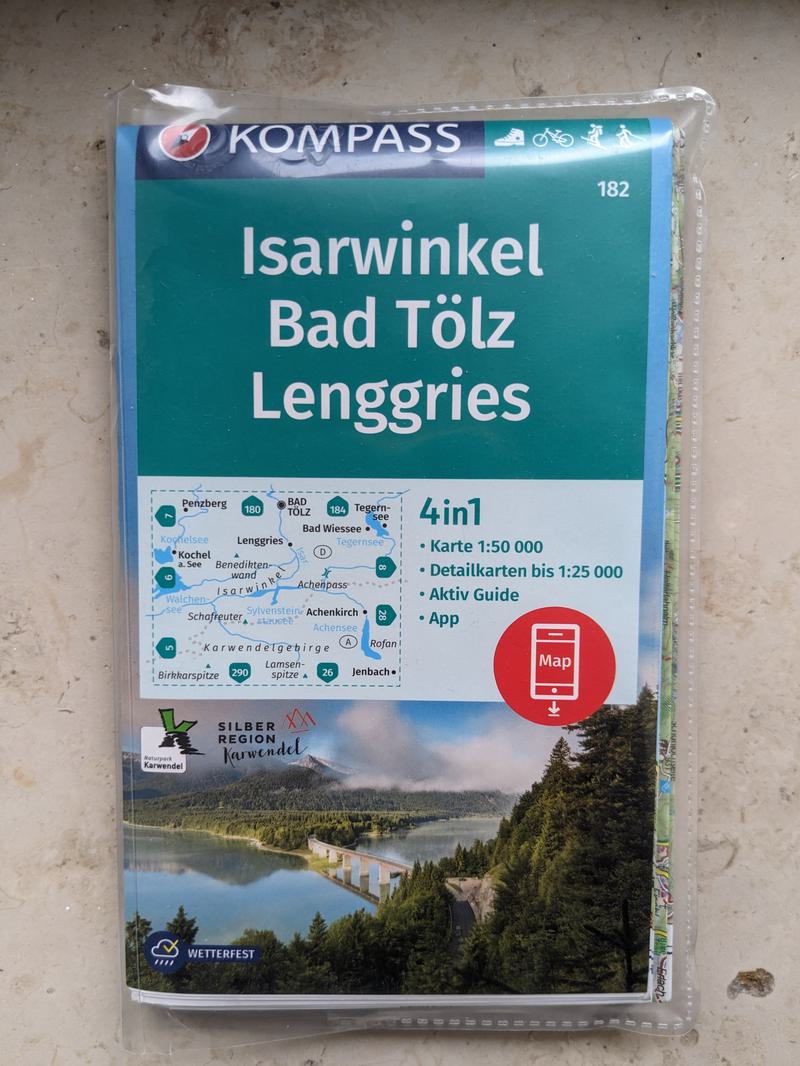 KOMPASS
182
Isarwinkel
Bad Tölz
Lenggries
7
Penzberg
180
BAD
TÖLZ
184
Tegern-
see
Bad Wiessee
Kochelsee
Kochel
a. See
Lenggries
Isar
D
Tegernsee
Benedikten-
wand
8
6
Isarwinkel
Achenpass
Walchen-
see
Schafreuter
Sylvenstein-
stausee
Achenkirch
28
Achensee
5
Karwendelgebirge
A
Rofan
Birkkarspitze
290
Lamsen-
spitze
26
Jenbach
4in1
• Karte 1:50 000
• Detailkarten bis 1:25 000
• Aktiv Guide
• App
Map
Naturpark
Karwendel
SILBER
REGION
Karwendel
WETTERFEST